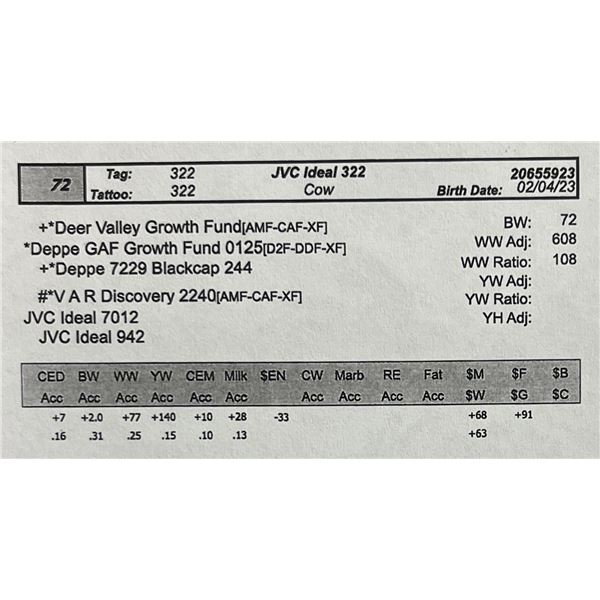 72 Tag: 322 JVC Ideal 322 20655923
Tattoo: 322 Cow Birth Date: 02/04/23
+*Deer Valley Growth Fund[AMF-CAF-XF] BW: 72
*Deppe GAF Growth Fund 0125[D2F-DDF-XF] WW Adj: 608
+*Deppe 7229 Blackcap 244 WW Ratio: 108
YW Adj:
#*V A R Discovery 2240[AMF-CAF-XF] YW Ratio:
JVC Ideal 7012 YH Adj:
JVC Ideal 942
CED BW WW YW CEM Milk $EN CW Marb RE Fat $M $F $B
Acc Acc Acc Acc Acc Acc Acc Acc Acc Acc $W $G $C
+7 +2.0 +77 +140 +10 +28 -33 +68 +91
.16 .31 .25 .15 .10 .13 +63